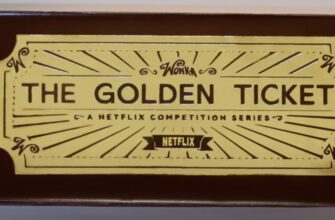 WONKA
THE GOLDEN TICKET
A NETFLIX COMPETITION SERIES
NETFLIX
W
W
W